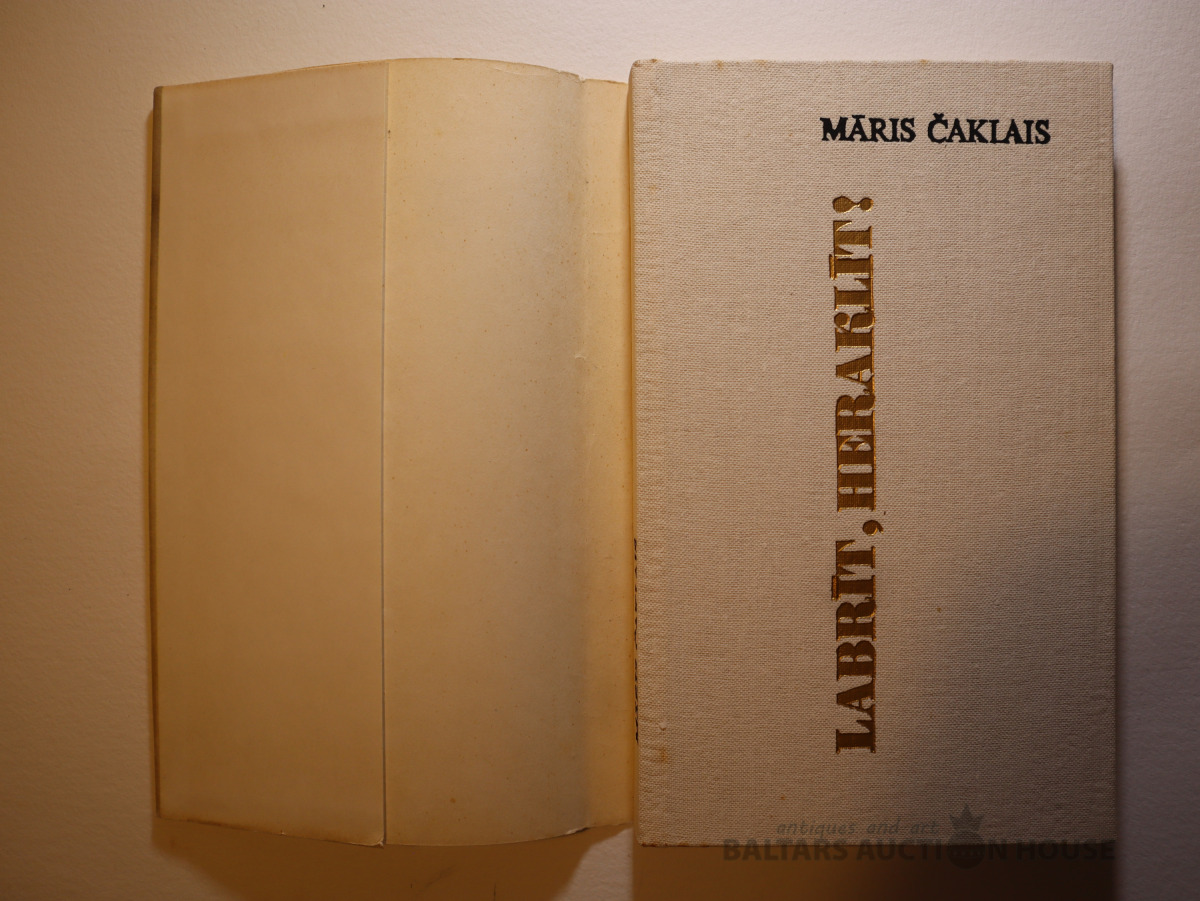 MĀRIS ČAKLAIS
LABRĪT, HERAKLĪT!
antiques and art
BALTARS AUCTION HOUSE